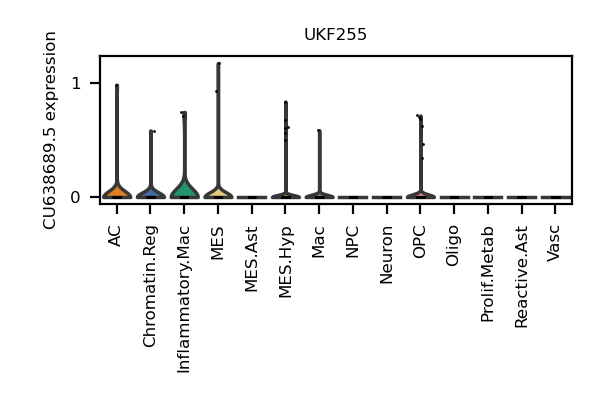 UKF255
CU638689.5 expression
1
0
AC
Chromatin.Reg
Inflammatory.Mac
MES
MES.Ast
MES.Hyp
Mac
NPC
Neuron
OPC
Oligo
Prolif.Metab
Reactive.Ast
Vasc